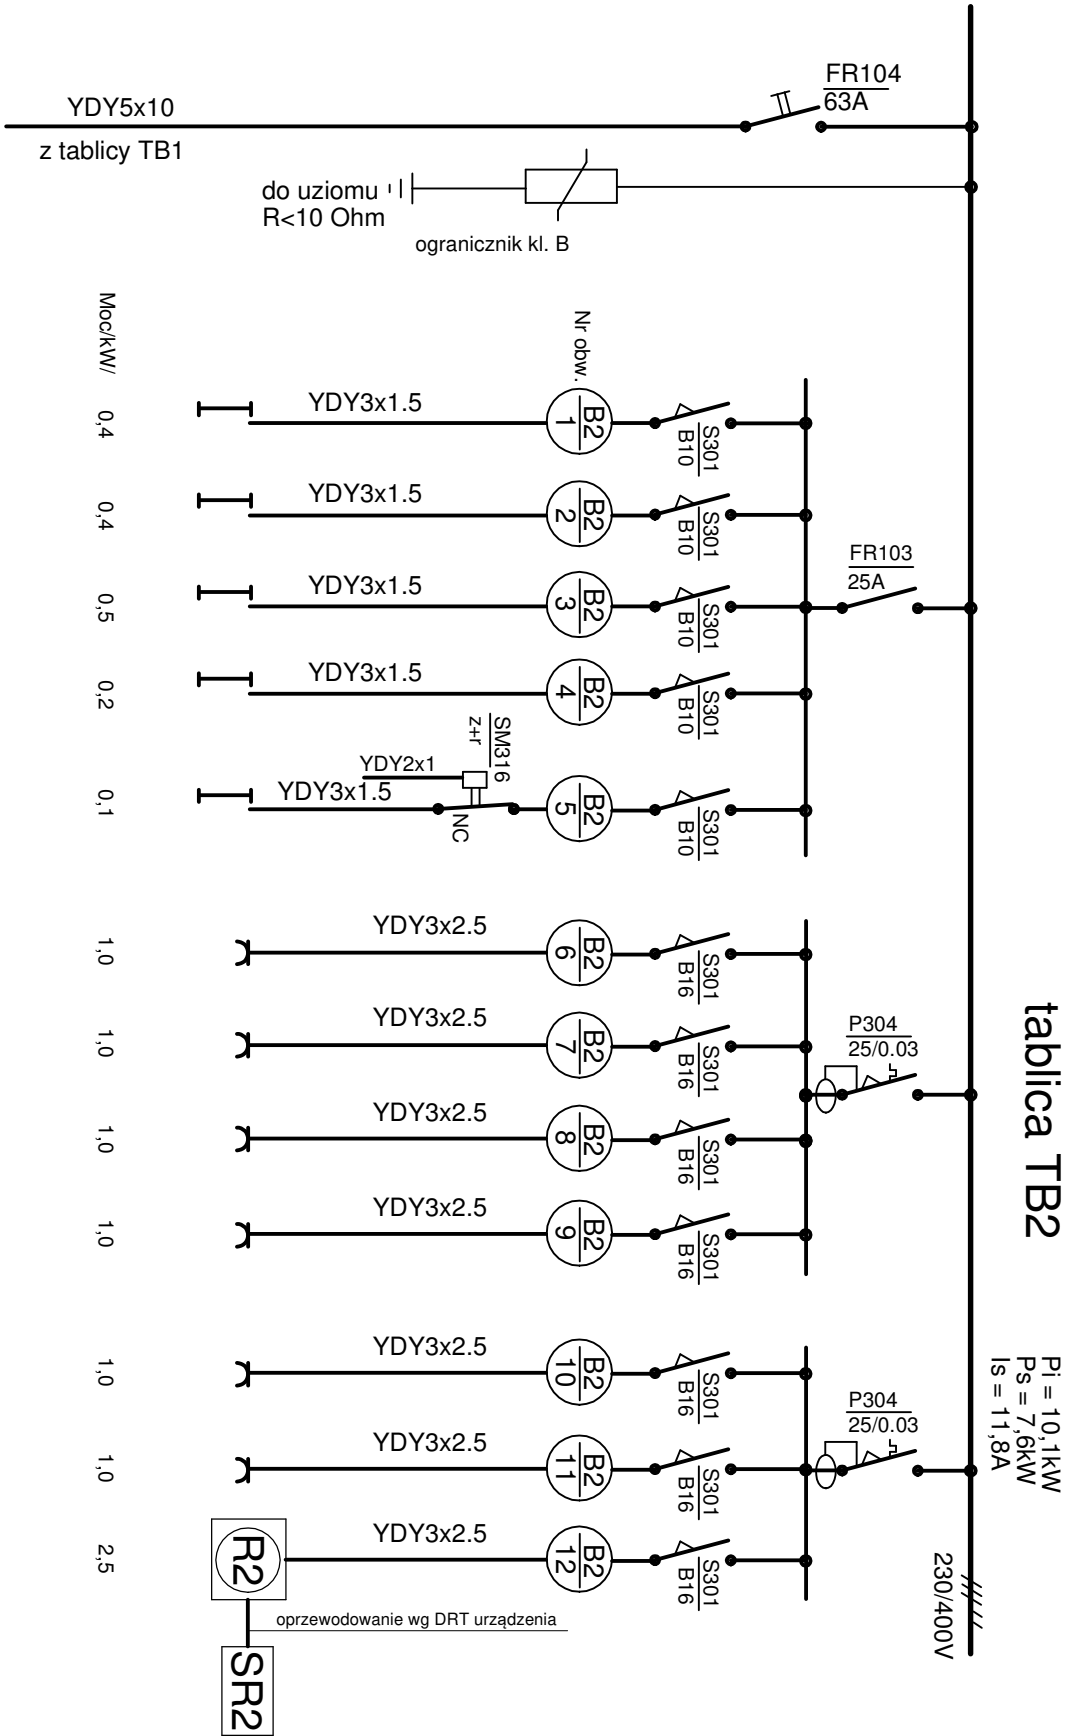 tablica TB2
Pi = 10,1kW
Ps = 7,6kW
Is = 11,8A
230/400V
FR104
63A
YDY5x10
z tablicy TB1
do uziomu
R<10 Ohm
ogranicznik kl. B
Moc/kW/
Nr obw.
FR103
25A
0,4
YDY3x1.5
B2
1
S301
B10
0,4
YDY3x1.5
B2
2
S301
B10
0,5
YDY3x1.5
B2
3
S301
B10
0,2
YDY3x1.5
B2
4
S301
B10
0,1
YDY2x1
YDY3x1.5
SM316
z+r
NC
B2
5
S301
B10
P304
25/0.03
1,0
YDY3x2.5
B2
6
S301
B16
1,0
YDY3x2.5
B2
7
S301
B16
1,0
YDY3x2.5
B2
8
S301
B16
1,0
YDY3x2.5
B2
9
S301
B16
P304
25/0.03
1,0
YDY3x2.5
B2
10
S301
B16
1,0
YDY3x2.5
B2
11
S301
B16
2,5
R2
YDY3x2.5
B2
12
S301
B16
oprzewodowanie wg DRT urządzenia
SR2